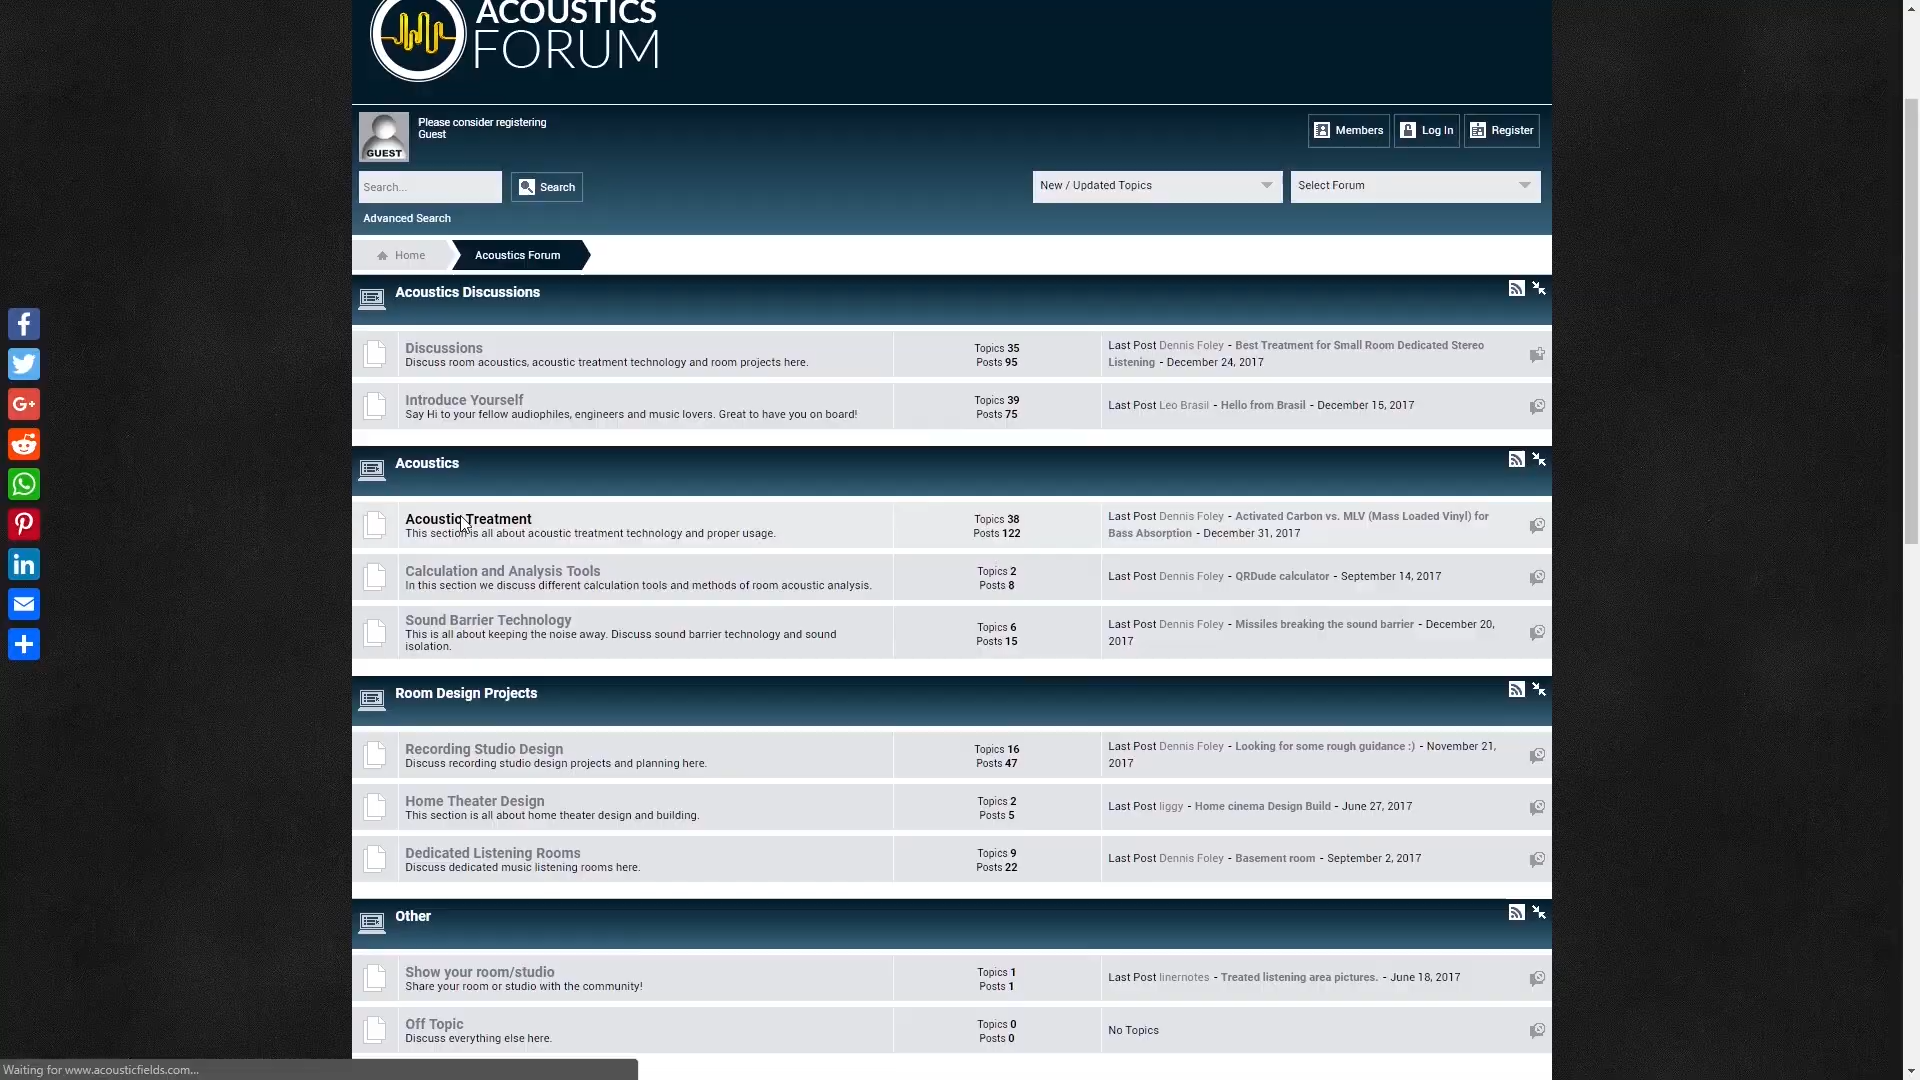 ACOUSTICS
FORUM
GUEST
Please consider registering
Guest
Members
Log In
Register
Search...
Search
New / Updated Topics
Select Forum
Advanced Search
Home
Acoustics Forum
Acoustics Discussions
Discussions
Discuss room acoustics, acoustic treatment technology and room projects here.
Topics 35
Posts 95
Last Post Dennis Foley - Best Treatment for Small Room Dedicated Stereo
Listening - December 24, 2017
Introduce Yourself
Say Hi to your fellow audiophiles, engineers and music lovers. Great to have you on board!
Topics 39
Posts 75
Last Post Leo Brasil - Hello from Brasil - December 15, 2017
Acoustics
Acoustic Treatment
This section is all about acoustic treatment technology and proper usage.
Topics 38
Posts 122
Last Post Dennis Foley - Activated Carbon vs. MLV (Mass Loaded Vinyl) for
Bass Absorption - December 31, 2017
Calculation and Analysis Tools
In this section we discuss different calculation tools and methods of room acoustic analysis.
Topics 2
Posts 8
Last Post Dennis Foley - QRDude calculator - September 14, 2017
Sound Barrier Technology
This is all about keeping the noise away. Discuss sound barrier technology and sound
isolation.
Topics 6
Posts 15
Last Post Dennis Foley - Missiles breaking the sound barrier - December 20,
2017
Room Design Projects
Recording Studio Design
Discuss recording studio design projects and planning here.
Topics 16
Posts 47
Last Post Dennis Foley - Looking for some rough guidance :) - November 21,
2017
Home Theater Design
This section is all about home theater design and building.
Topics 2
Posts 5
Last Post liggy - Home cinema Design Build - June 27, 2017
Dedicated Listening Rooms
Discuss dedicated music listening rooms here.
Topics 9
Posts 22
Last Post Dennis Foley - Basement room - September 2, 2017
Other
Show your room/studio
Share your room or studio with the community!
Topics 1
Posts 1
Last Post linernotes - Treated listening area pictures. - June 18, 2017
Off Topic
Discuss everything else here.
Topics 0
Posts 0
No Topics
Waiting for www.acousticfields.com...